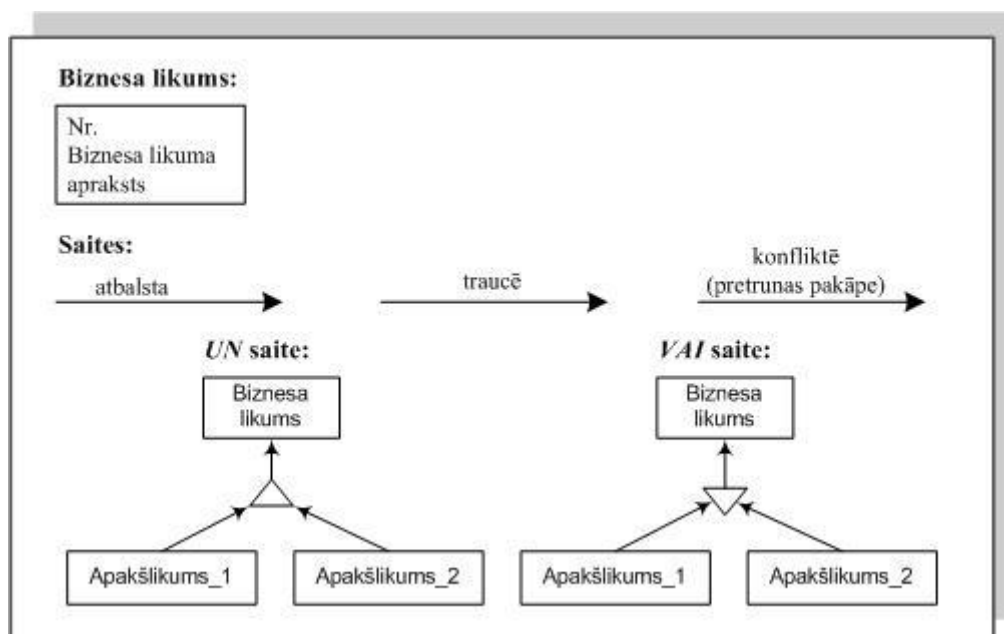 Biznesa likums:
Nr.
Biznesa likuma
apraksts
Saites:
atbalsta
traucē
konfliktē
(pretrunas pakāpe)
UN saite:
VAI saite:
Biznesa
likums
Biznesa
likums
Apakšlikums_1
Apakšlikums_2
Apakšlikums_1
Apakšlikums_2